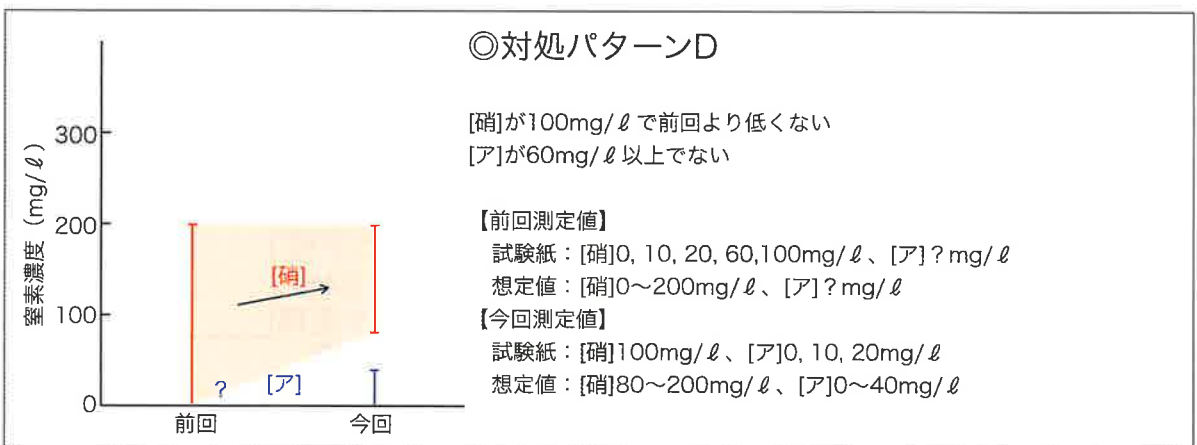 ◎対処パターンD
[硝]が100mg/ℓで前回より低くない
[ア]が60mg/ℓ以上でない
【前回測定値】
試験紙：[硝]0, 10, 20, 60,100mg/ℓ、[ア]？mg/ℓ
想定値：[硝]0～200mg/ℓ、[ア]？mg/ℓ
【今回測定値】
試験紙：[硝]100mg/ℓ、[ア]0, 10, 20mg/ℓ
想定値：[硝]80～200mg/ℓ、[ア]0～40mg/ℓ
窒素濃度（mg/ℓ）
300
200
100
0
[硝]
？
[ア]
前回
今回